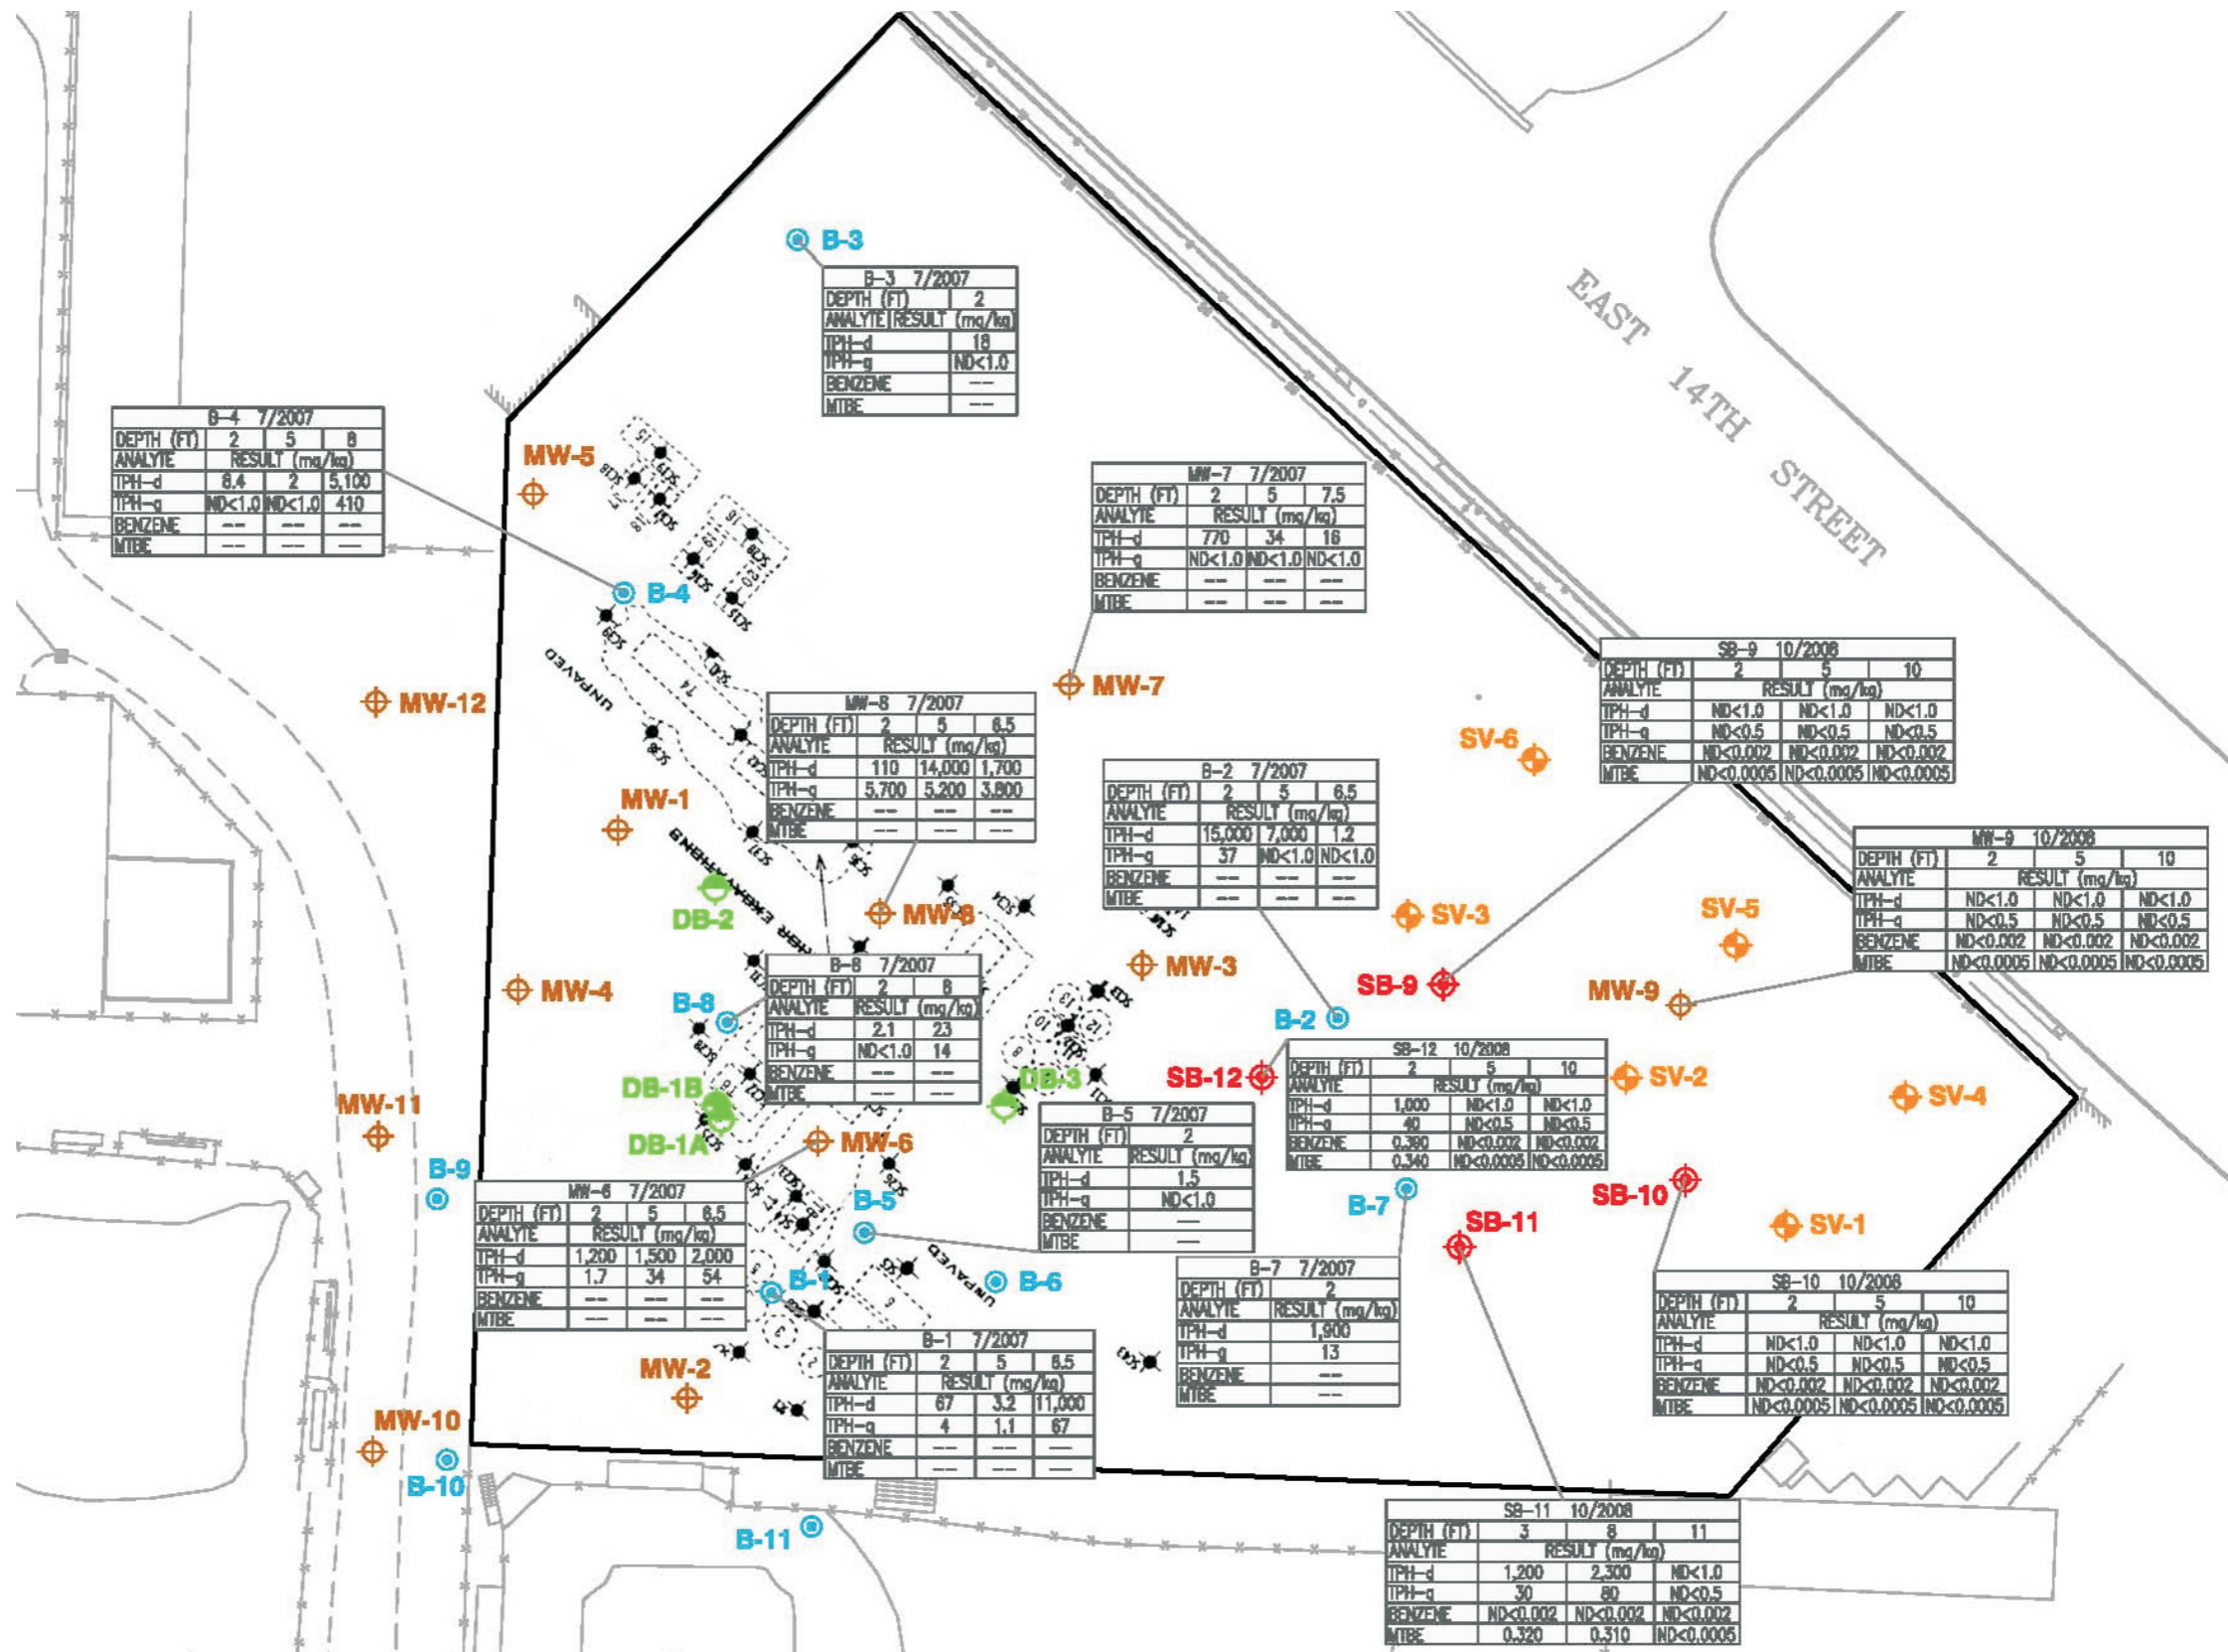 B-3
B-3 7/2007
DEPTH (FT) 2
ANALYTE RESULT (mg/kg)
TPH-d 18
TPH-g ND<1.0
BENZENE --
MTBE --
EAST 14TH STREET
B-4 7/2007
DEPTH (FT) 2 5 8
ANALYTE RESULT (mg/kg)
TPH-d 8.4 2 5,100
TPH-g ND<1.0 ND<1.0 410
BENZENE -- -- --
MTBE -- -- --
MW-5
15
SC19
SC18
16
SC16
SC15
20
B-4
SC39
UNPAVED
14
MW-7 7/2007
DEPTH (FT) 2 5 7.5
ANALYTE RESULT (mg/kg)
TPH-d 770 34 16
TPH-g ND<1.0 ND<1.0 ND<1.0
BENZENE -- -- --
MTBE -- -- --
MW-7
MW-12
SC38
MW-8 7/2007
DEPTH (FT) 2 5 6.5
ANALYTE RESULT (mg/kg)
TPH-d 110 14,000 1,700
TPH-g 5,700 5,200 3,800
BENZENE -- -- --
MTBE -- -- --
SB-9 10/2008
DEPTH (FT) 2 5 10
ANALYTE RESULT (mg/kg)
TPH-d ND<1.0 ND<1.0 ND<1.0
TPH-g ND<0.5 ND<0.5 ND<0.5
BENZENE ND<0.002 ND<0.002 ND<0.002
MTBE ND<0.0005 ND<0.0005 ND<0.0005
SV-6
B-2 7/2007
DEPTH (FT) 2 5 6.5
ANALYTE RESULT (mg/kg)
TPH-d 15,000 7,000 1.2
TPH-g 37 ND<1.0 ND<1.0
BENZENE -- -- --
MTBE -- -- --
MW-1
SC37
SC36
MW-9 10/2008
DEPTH (FT) 2 5 10
ANALYTE RESULT (mg/kg)
TPH-d ND<1.0 ND<1.0 ND<1.0
TPH-g ND<0.5 ND<0.5 ND<0.5
BENZENE ND<0.002 ND<0.002 ND<0.002
MTBE ND<0.0005 ND<0.0005 ND<0.0005
DB-2
MW-8
SC34
SV-3
SV-5
MW-4
MW-3
SB-9
MW-9
B-8
B-8 7/2007
DEPTH (FT) 2 8
ANALYTE RESULT (mg/kg)
TPH-d 2.1 23
TPH-g ND<1.0 14
BENZENE -- --
MTBE -- --
13
SC33
12
10
8
B-2
SC29
DB-1B
DB-3
SB-12
SB-12 10/2008
DEPTH (FT) 2 5 10
ANALYTE RESULT (mg/kg)
TPH-d 1,000 ND<1.0 ND<1.0
TPH-g 40 ND<0.5 ND<0.5
BENZENE 0.390 ND<0.002 ND<0.002
MTBE 0.340 ND<0.0005 ND<0.0005
SV-2
SV-4
MW-11
DB-1A
MW-6
B-5 7/2007
DEPTH (FT) 2
ANALYTE RESULT (mg/kg)
TPH-d 1.5
TPH-g ND<1.0
BENZENE --
MTBE --
B-9
MW-6 7/2007
DEPTH (FT) 2 5 6.5
ANALYTE RESULT (mg/kg)
TPH-d 1,200 1,500 2,000
TPH-g 1.7 34 54
BENZENE -- -- --
MTBE -- -- --
SC26
B-5
B-7
SB-10
SB-11
SV-1
UNPAVED
B-1
B-6
5
6
3
2
B-7 7/2007
DEPTH (FT) 2
ANALYTE RESULT (mg/kg)
TPH-d 1,900
TPH-g 13
BENZENE --
MTBE --
SB-10 10/2008
DEPTH (FT) 2 5 10
ANALYTE RESULT (mg/kg)
TPH-d ND<1.0 ND<1.0 ND<1.0
TPH-g ND<0.5 ND<0.5 ND<0.5
BENZENE ND<0.002 ND<0.002 ND<0.002
MTBE ND<0.0005 ND<0.0005 ND<0.0005
MW-2
B-1 7/2007
DEPTH (FT) 2 5 6.5
ANALYTE RESULT (mg/kg)
TPH-d 67 3.2 11,000
TPH-g 4 1.1 67
BENZENE -- -- --
MTBE -- -- --
SC43
MW-10
B-10
B-11
SB-11 10/2008
DEPTH (FT) 3 8 11
ANALYTE RESULT (mg/kg)
TPH-d 1,200 2,300 ND<1.0
TPH-g 30 80 ND<0.5
BENZENE ND<0.002 ND<0.002 ND<0.002
MTBE 0.320 0.310 ND<0.0005